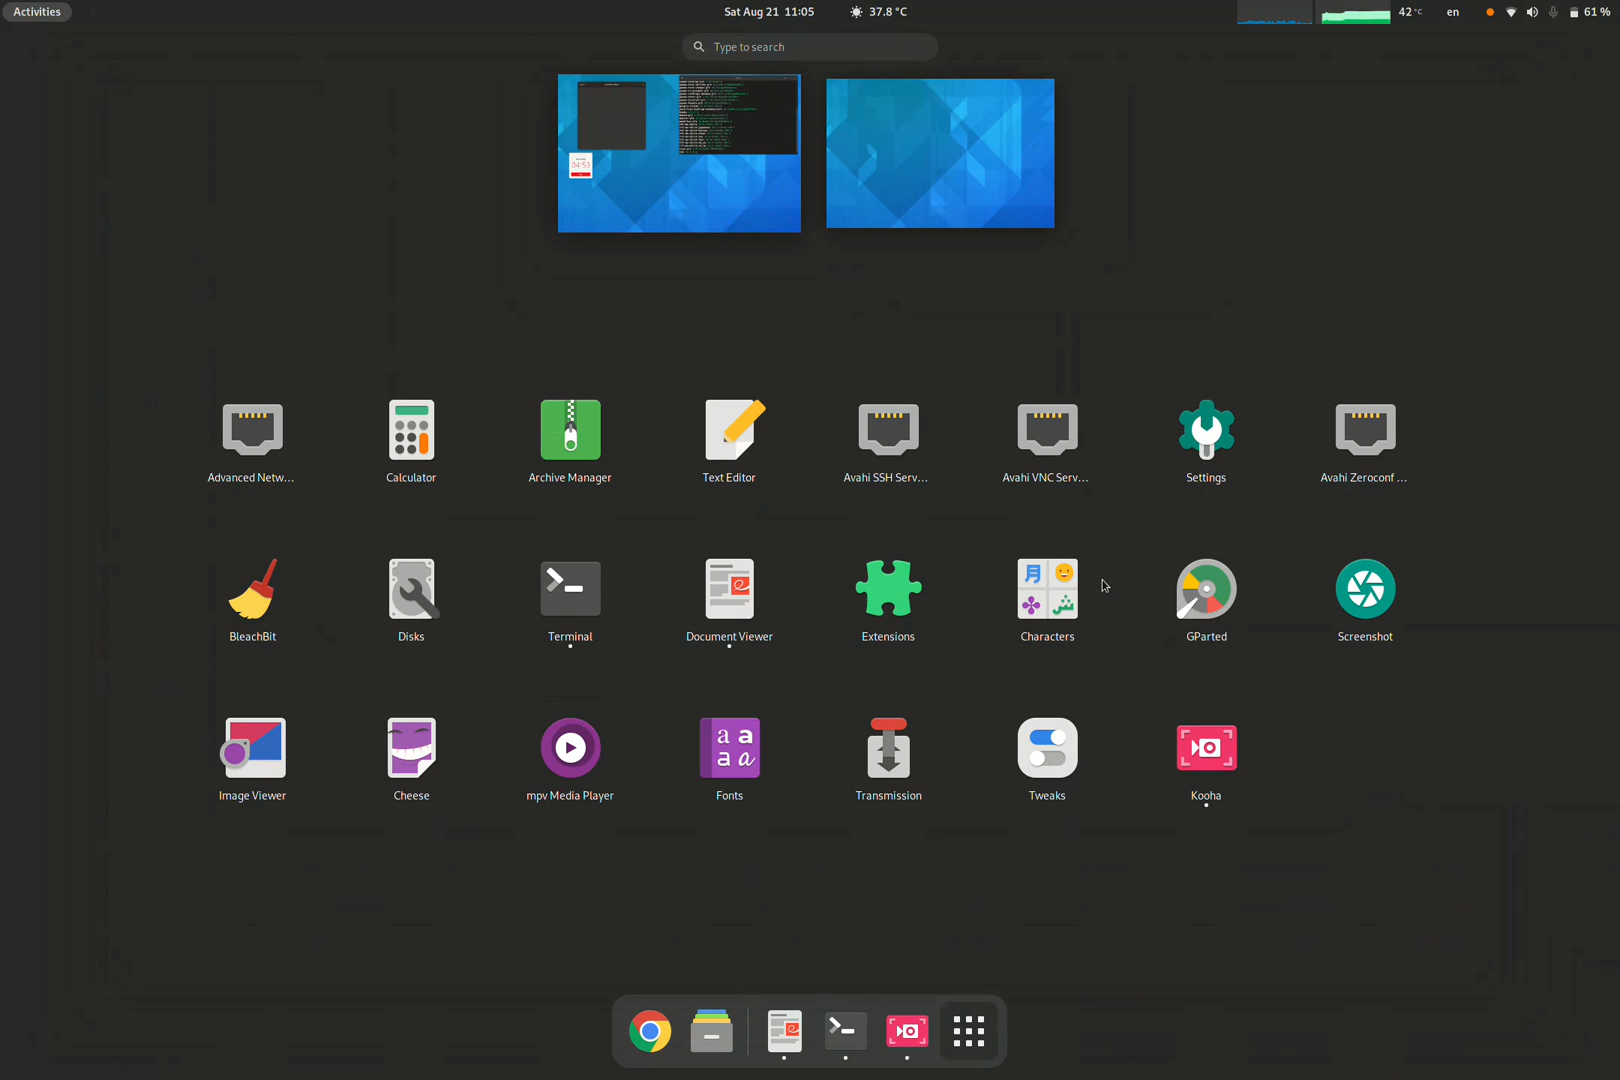 Activities
Sat Aug 21 11:05
37.8 °C
42 °C
en
61 %
Type to search
04:53
Advanced Netw...
Calculator
Archive Manager
Text Editor
Avahi SSH Serv...
Avahi VNC Serv...
Settings
Avahi Zeroconf ...
BleachBit
Disks
Terminal
Document Viewer
Extensions
Characters
GParted
Screenshot
Image Viewer
Cheese
mpv Media Player
Fonts
Transmission
Tweaks
Kooha